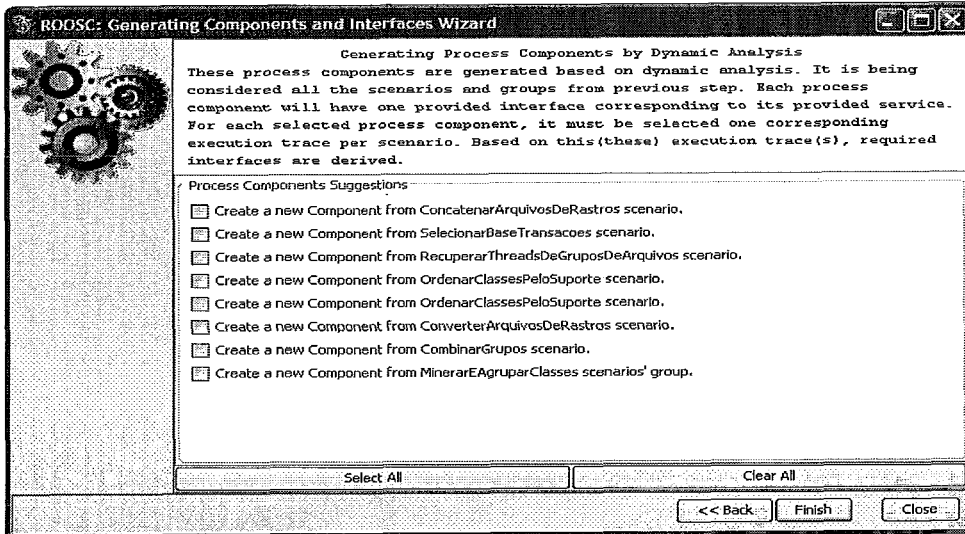 ROOSC: Generating Components and Interfaces Wizard
Generating Process Components by Dynamic Analysis
These process components are generated based on dynamic analysis. It is being
considered all the scenarios and groups from previous step. Each process
component will have one provided interface corresponding to its provided service.
For each selected process component, it must be selected one corresponding
execution trace per scenario. Based on this(these) execution trace(s), required
interfaces are derived.
Process Components Suggestions
Create a new Component from ConcatenarArquivosDeRastros scenario.
Create a new Component from SelecionarBaseTransacoes scenario.
Create a new Component from RecuperarThreadsDeGruposDeArquivos scenario.
Create a new Component from OrdenarClassesPeloSuporte scenario.
Create a new Component from OrdenarClassesPeloSuporte scenario.
Create a new Component from ConverterArquivosDeRastros scenario.
Create a new Component from CombinarGrupos scenario.
Create a new Component from MinerarEAgruparClasses scenarios' group.
Select All Clear All
<< Back Finish Close